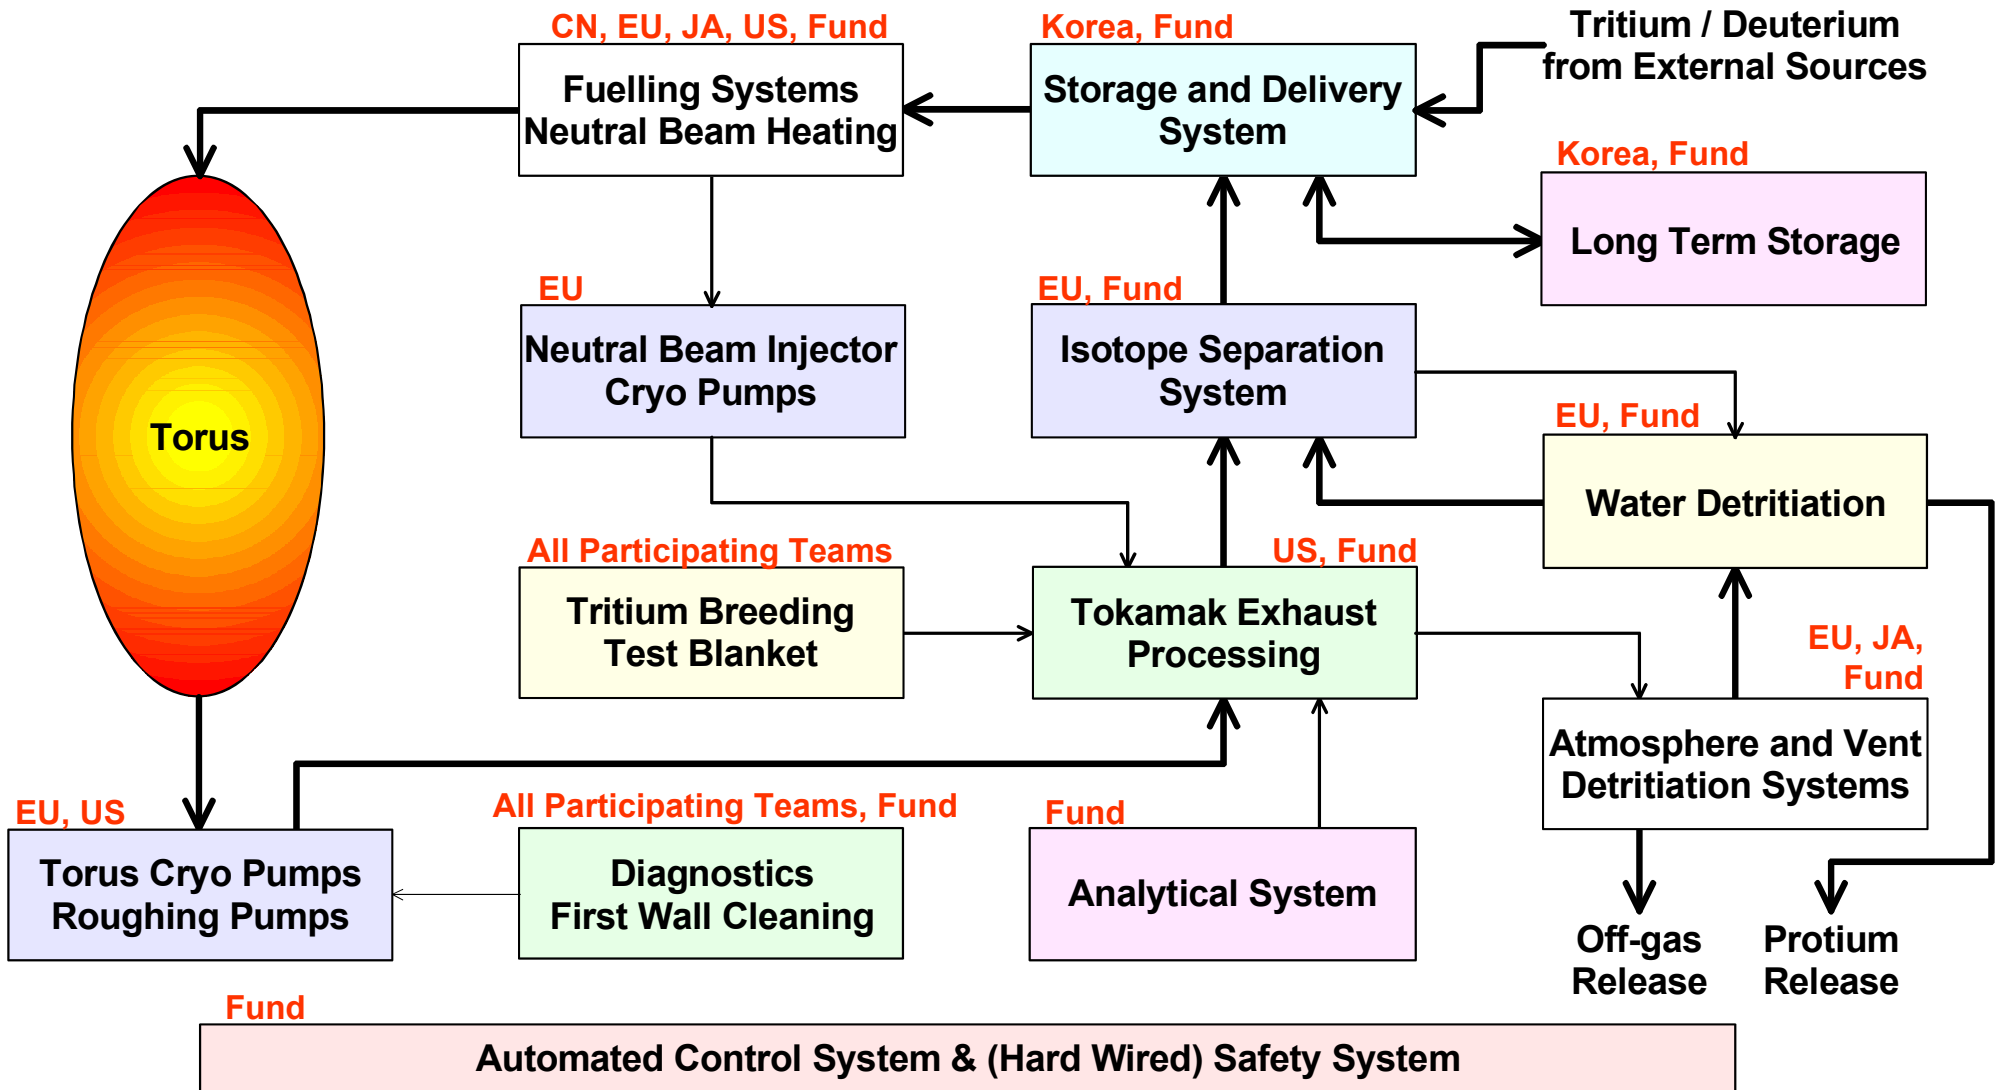 CN, EU, JA, US, Fund
Fuelling Systems
Neutral Beam Heating
Korea, Fund
Storage and Delivery
System
Tritium / Deuterium
from External Sources
Korea, Fund
Long Term Storage
EU
Neutral Beam Injector
Cryo Pumps
EU, Fund
Isotope Separation
System
Torus
EU, Fund
Water Detritiation
All Participating Teams
Tritium Breeding
Test Blanket
US, Fund
Tokamak Exhaust
Processing
EU, JA,
Fund
Atmosphere and Vent
Detritiation Systems
EU, US
Torus Cryo Pumps
Roughing Pumps
All Participating Teams, Fund
Diagnostics
First Wall Cleaning
Fund
Analytical System
Off-gas
Release
Protium
Release
Fund
Automated Control System & (Hard Wired) Safety System